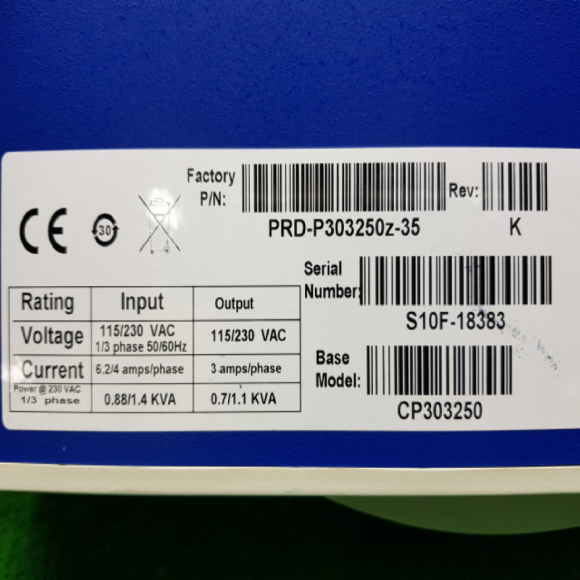 Factory P/N:
PRD-P303250z-35
Rev:
K
CE
30
Serial Number:
S10F-18383
Base Model:
CP303250
Rating Input Output
Voltage 115/230 VAC 1/3 phase 50/60Hz 115/230 VAC
Current 6.2/4 amps/phase 3 amps/phase
Power @ 230 VAC 1/3 phase 0.88/1.4 KVA 0.7/1.1 KVA